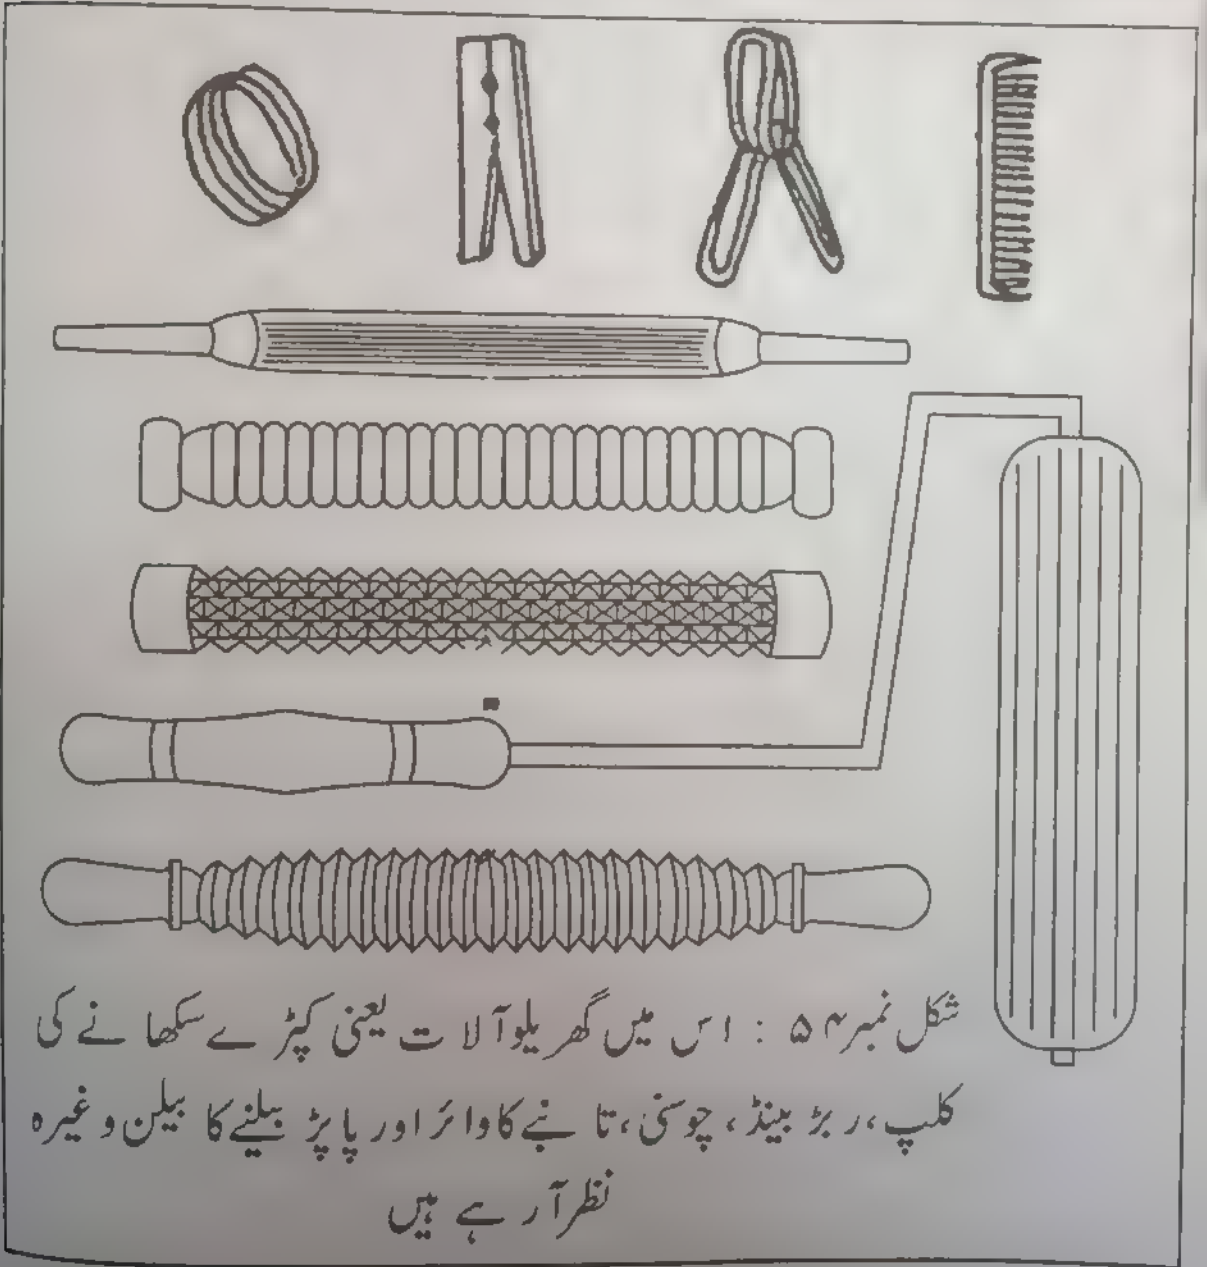 شکل نمبر ۵۴ : اس میں گھریلو آلات یعنی کپڑے سکھانے کی
کلپ، ربڑ بینڈ، چوسنی، تانبے کا وائر اور پاپڑ بیلنے کا بیلن وغیرہ
نظر آ رہے ہیں